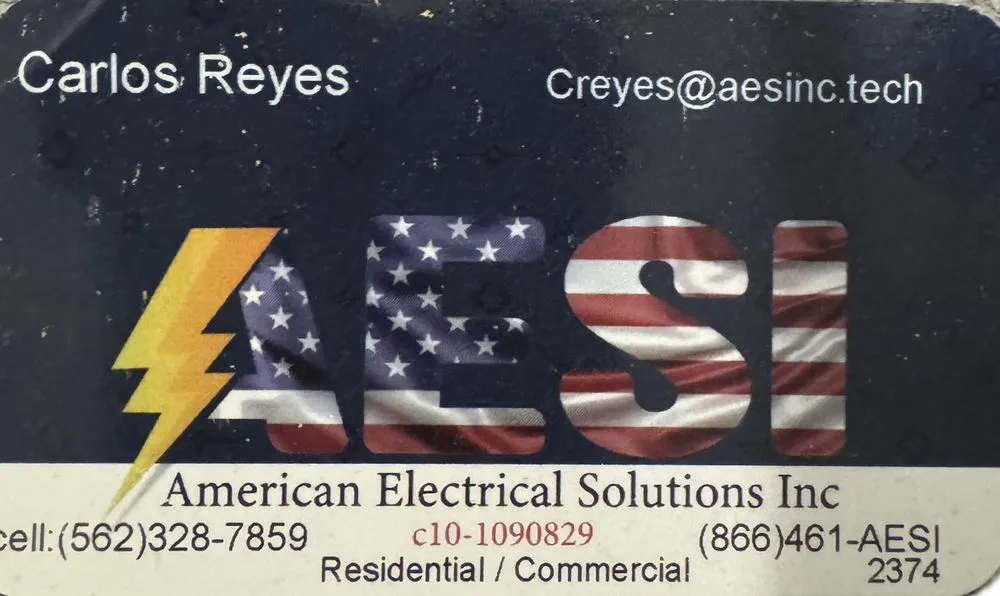 Carlos Reyes
Creyes@aesinc.tech
AESI
American Electrical Solutions Inc
cell:(562)328-7859
c10-1090829
(866)461-AESI
2374
Residential / Commercial